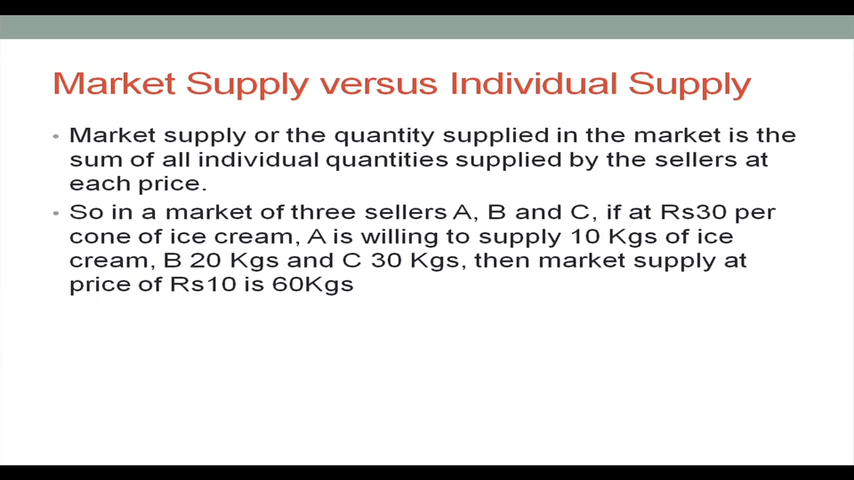 Market Supply versus Individual Supply
• Market supply or the quantity supplied in the market is the
sum of all individual quantities supplied by the sellers at
each price.
• So in a market of three sellers A, B and C, if at Rs30 per
cone of ice cream, A is willing to supply 10 Kgs of ice
cream, B 20 Kgs and C 30 Kgs, then market supply at
price of Rs10 is 60Kgs